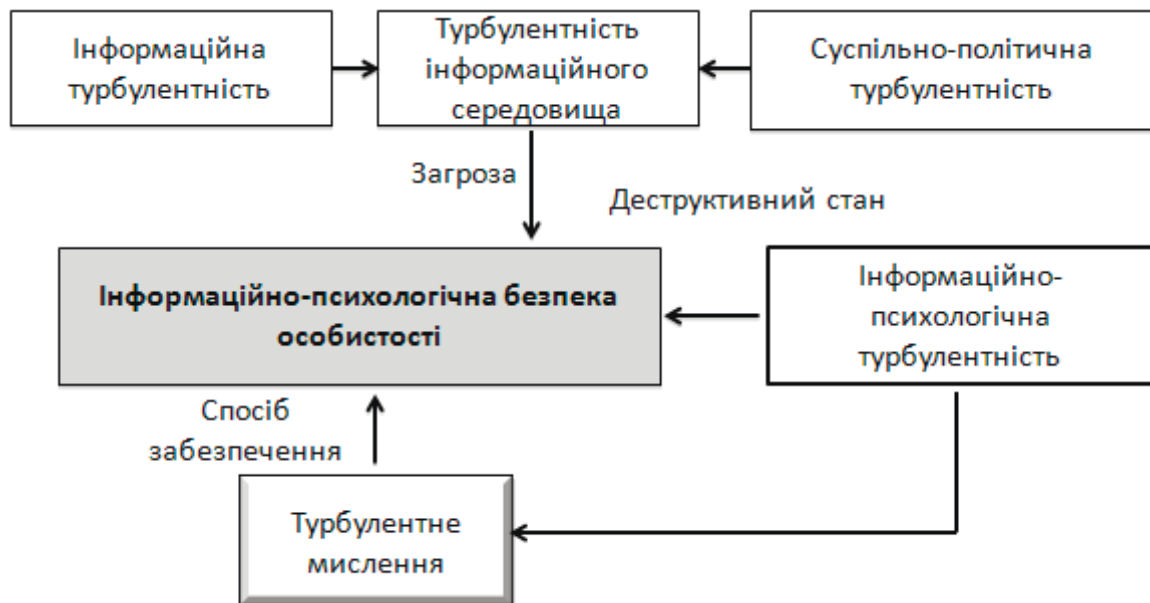 Інформаційна
турбулентність
Турбулентність
інформаційного
середовища
Суспільно-політична
турбулентність
Загроза
Деструктивний стан
Інформаційно-психологічна безпека
особистості
Інформаційно-
психологічна
турбулентність
Спосіб
забезпечення
Турбулентне
мислення